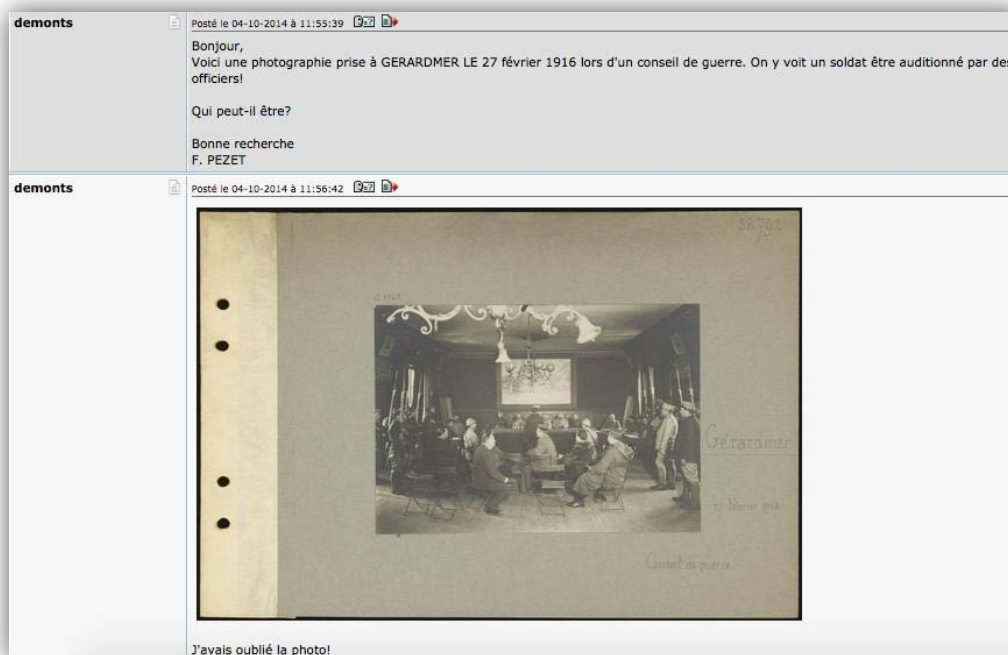 demonts
Posté le 04-10-2014 à 11:55:39
Bonjour,
Voici une photographie prise à GERARDMER LE 27 février 1916 lors d'un conseil de guerre. On y voit un soldat être auditionné par des
officiers!
Qui peut-il être?
Bonne recherche
F. PEZET
demonts
Posté le 04-10-2014 à 11:56:42
58702
Gérardmer
février
Conseil de guerre.
J'avais oublié la photo!